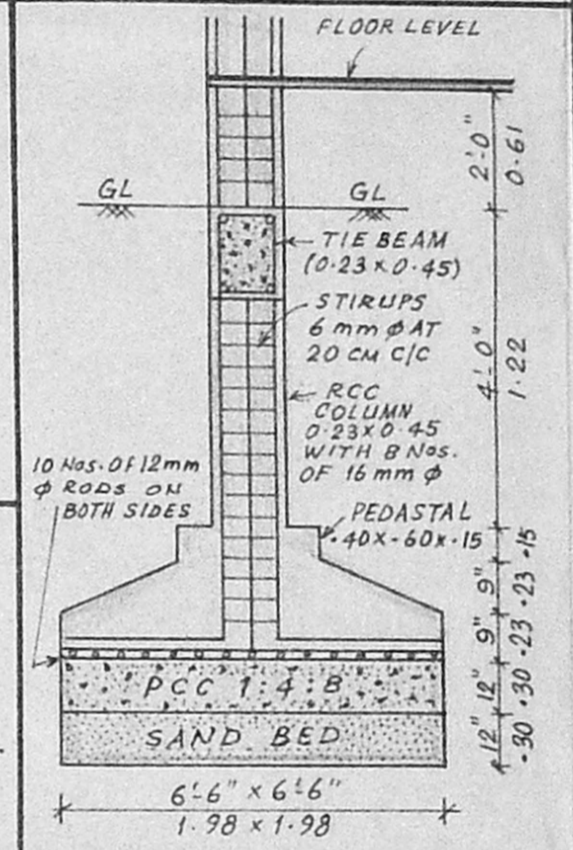 FLOOR LEVEL
2'-0"
0.61
GL
GL
TIE BEAM
(0.23 x 0.45)
STIRUPS
6 mm φ AT
20 CM C/C
4'-0"
1.22
RCC
COLUMN
0.23 x 0.45
WITH 8 Nos.
OF 16 mm φ
10 Nos. OF 12mm
φ RODS ON
BOTH SIDES
PEDASTAL
.40 x .60 x .15
.15
9"
.23
9"
.23
PCC 1:4:8
12"
.30
SAND BED
12"
.30
6'-6" x 6'-6"
1.98 x 1.98